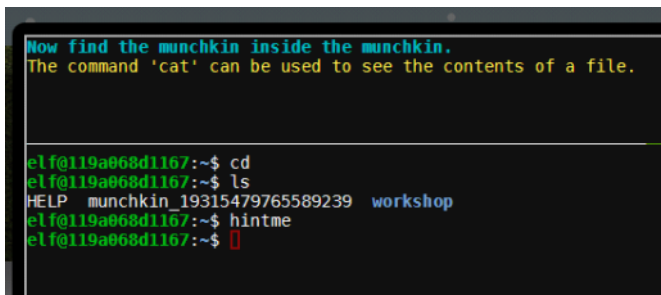 Now find the munchkin inside the munchkin.
The command 'cat' can be used to see the contents of a file.
elf@119a068d1167:~$ cd
elf@119a068d1167:~$ ls
HELP  munchkin_19315479765589239  workshop
elf@119a068d1167:~$ hintme
elf@119a068d1167:~$